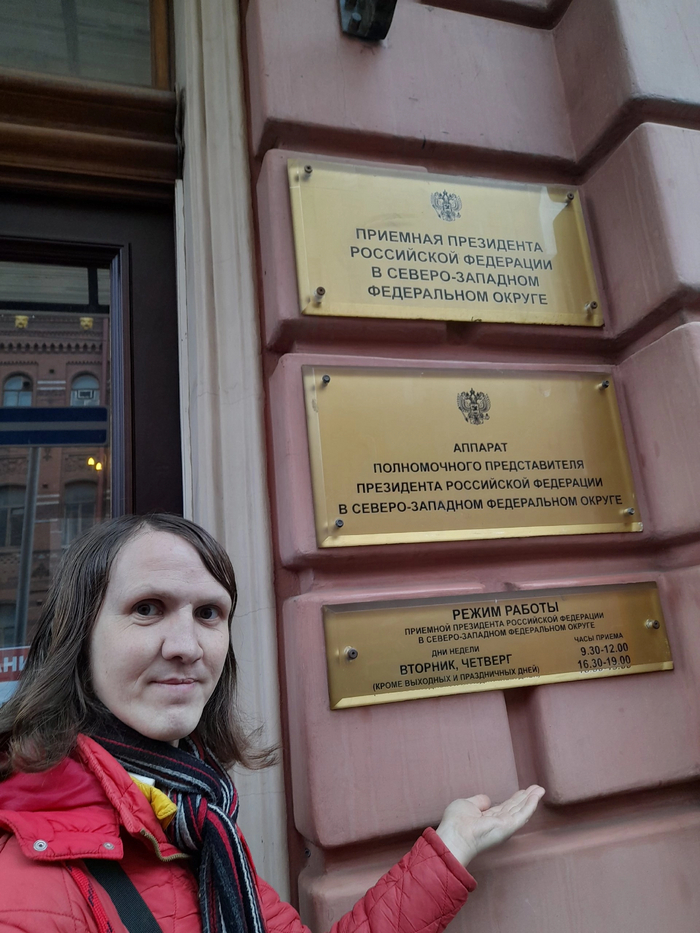 ПРИЕМНАЯ ПРЕЗИДЕНТА
РОССИЙСКОЙ ФЕДЕРАЦИИ
В СЕВЕРО-ЗАПАДНОМ
ФЕДЕРАЛЬНОМ ОКРУГЕ
АППАРАТ
ПОЛНОМОЧНОГО ПРЕДСТАВИТЕЛЯ
ПРЕЗИДЕНТА РОССИЙСКОЙ ФЕДЕРАЦИИ
В СЕВЕРО-ЗАПАДНОМ ФЕДЕРАЛЬНОМ ОКРУГЕ
РЕЖИМ РАБОТЫ
ПРИЕМНОЙ ПРЕЗИДЕНТА РОССИЙСКОЙ ФЕДЕРАЦИИ
В СЕВЕРО-ЗАПАДНОМ ФЕДЕРАЛЬНОМ ОКРУГЕ
ДНИ НЕДЕЛИ ЧАСЫ ПРИЕМА
ВТОРНИК, ЧЕТВЕРГ 9.30-12.00
16.30-19.00
(КРОМЕ ВЫХОДНЫХ И ПРАЗДНИЧНЫХ ДНЕЙ)